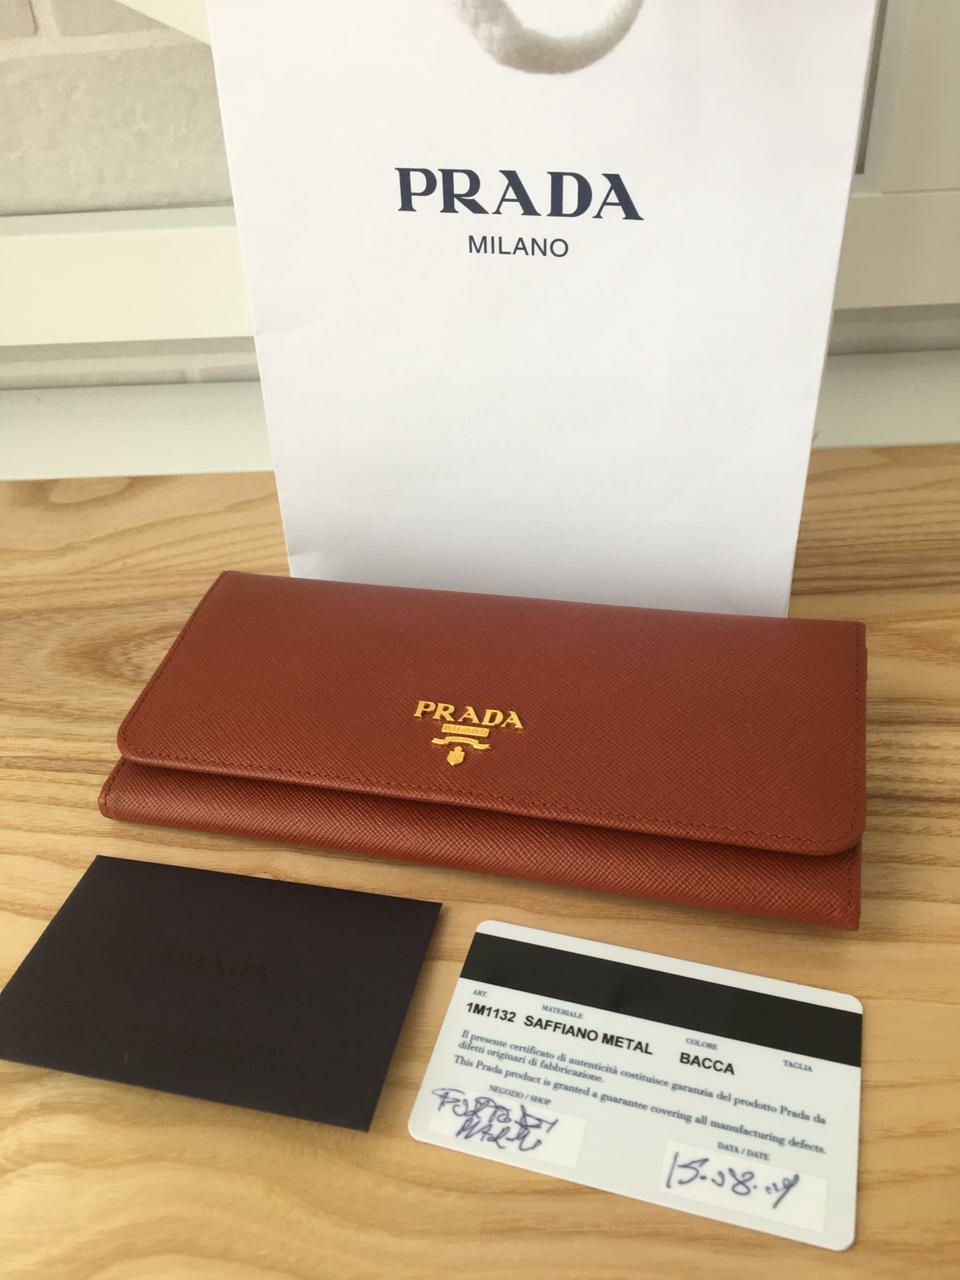 PRADA
MILANO
PRADA
PRADA
ART.
MATERIALE
COLORE
TAGLIA
1M1132 SAFFIANO METAL BACCA
Il presente certificato di autenticità costituisce garanzia del prodotto Prada da
difetti originari di fabbricazione.
This Prada product is granted a guarantee covering all manufacturing defects.
NEGOZIO / SHOP
DATA / DATE